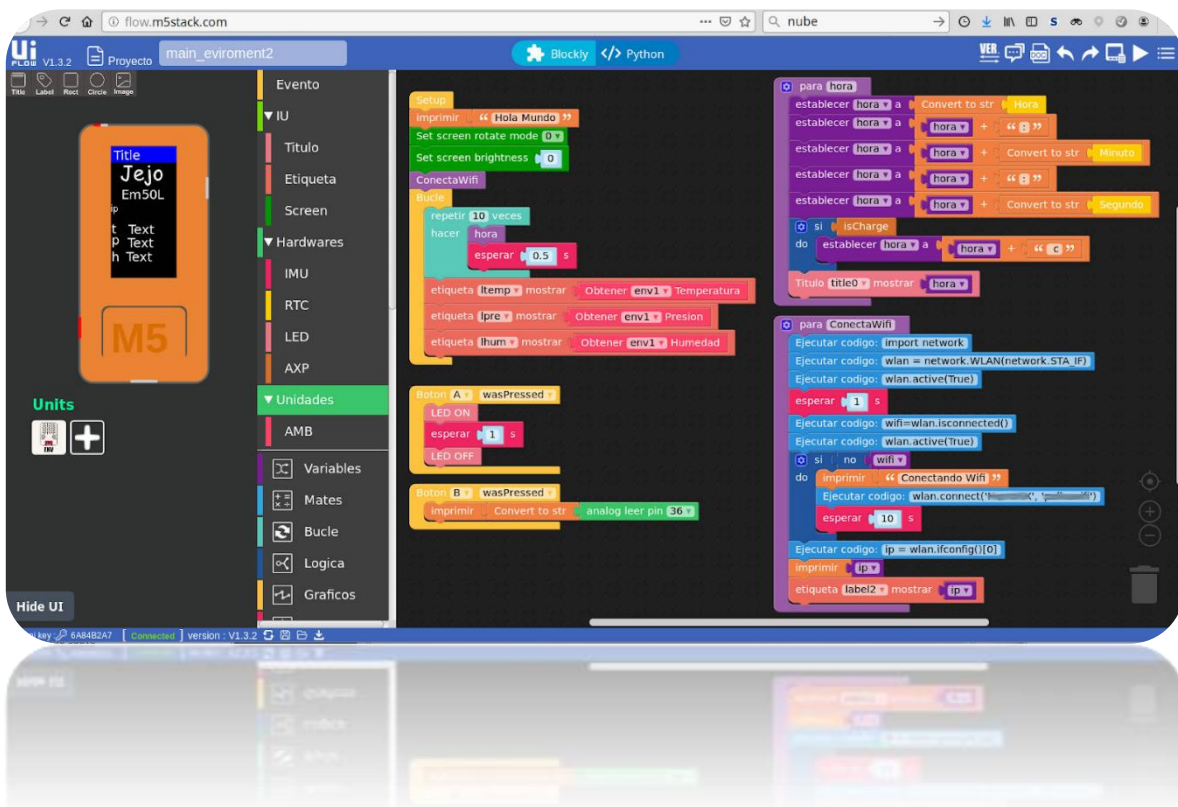 flow.m5stack.com
nube
Ui
FLOW V1.3.2
Proyecto
main_eviroment2
Blockly
</> Python
VER.
DOC
Title Label Rect Circle Image
Title
Jejo
Em50L
ip
t Text
p Text
h Text
M5
Units
ENV
Hide UI
Evento
IU
Titulo
Etiqueta
Screen
Hardwares
IMU
RTC
LED
AXP
Unidades
AMB
Variables
Mates
Bucle
Logica
Graficos
Setup
imprimir “ Hola Mundo ”
Set screen rotate mode 0
Set screen brightness 0
ConectaWifi
Bucle
repetir 10 veces
hacer hora
esperar 0.5 s
etiqueta ltemp mostrar Obtener env1 Temperatura
etiqueta lpre mostrar Obtener env1 Presion
etiqueta lhum mostrar Obtener env1 Humedad
Boton A wasPressed
LED ON
esperar 1 s
LED OFF
Boton B wasPressed
imprimir Convert to str analog leer pin 36
para hora
establecer hora a Convert to str Hora
establecer hora a hora + “ : ”
establecer hora a hora + Convert to str Minuto
establecer hora a hora + “ : ”
establecer hora a hora + Convert to str Segundo
si isCharge
do establecer hora a hora + “ c ”
Titulo title0 mostrar hora
para ConectaWifi
Ejecutar codigo: import network
Ejecutar codigo: wlan = network.WLAN(network.STA_IF)
Ejecutar codigo: wlan.active(True)
esperar 1 s
Ejecutar codigo: wifi=wlan.isconnected()
Ejecutar codigo: wlan.active(True)
si no wifi
do imprimir “ Conectando Wifi ”
Ejecutar codigo: wlan.connect('
esperar 10 s
Ejecutar codigo: ip = wlan.ifconfig()[0]
imprimir ip
etiqueta label2 mostrar ip
key: 6A84B2A7 [ Connected ] version : V1.3.2